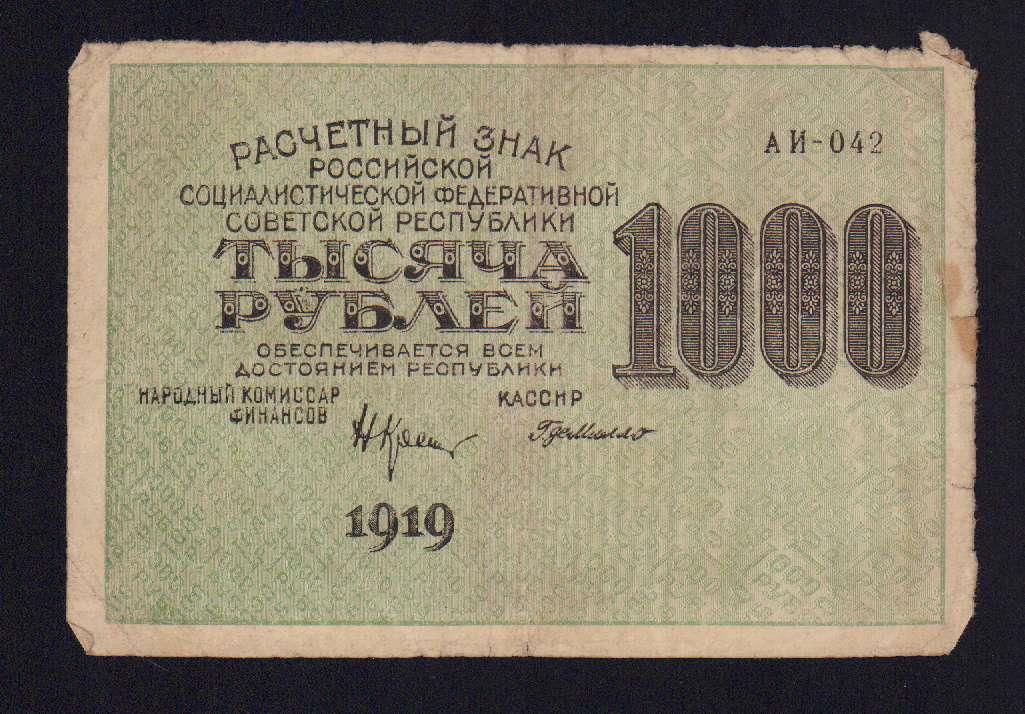 РАСЧЕТНЫЙ ЗНАК
РОССИЙСКОЙ
СОЦИАЛИСТИЧЕСКОЙ ФЕДЕРАТИВНОЙ
СОВЕТСКОЙ РЕСПУБЛИКИ
ТЫСЯЧА
РУБЛЕЙ
ОБЕСПЕЧИВАЕТСЯ ВСЕМ
ДОСТОЯНИЕМ РЕСПУБЛИКИ
НАРОДНЫЙ КОМИССАР
ФИНАНСОВ
КАССИР
1919
АИ-042
1000